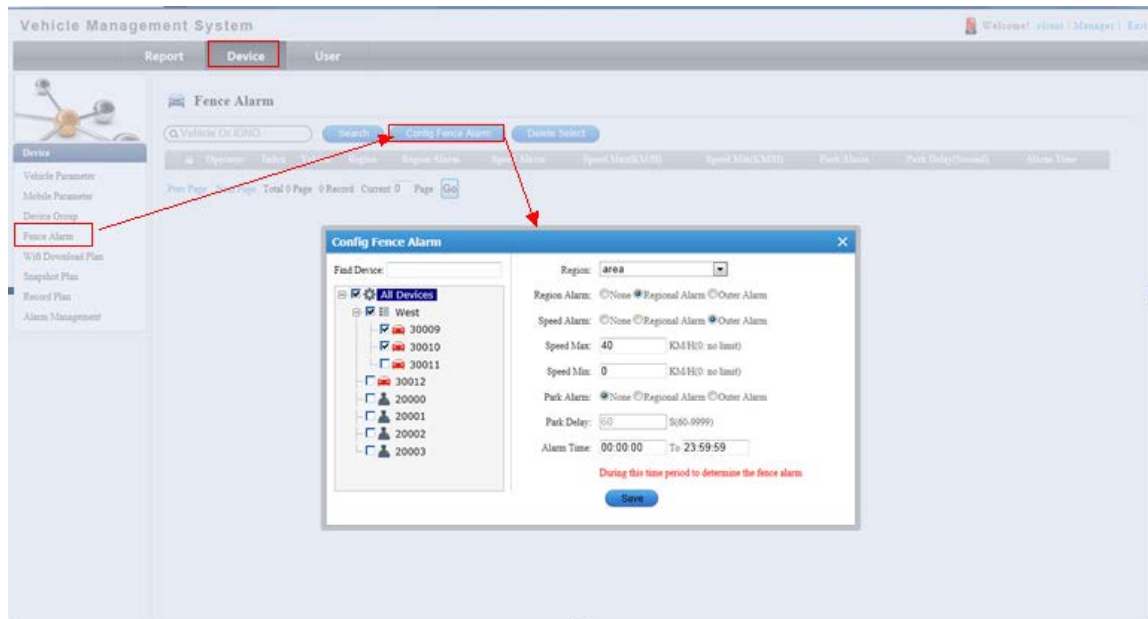 Vehicle Management System
Welcome! client | Manager | Exit
Report Device User
Fence Alarm
Vehicle Or IDNO Search Config Fence Alarm Delete Select
Device
Operator Index Region Region Alarm Speed Alarm Speed Max(KM/H) Speed Min(KM/H) Park Alarm Park Delay(Second) Alarm Time
Vehicle Parameter
Mobile Parameter
Device Group
Fence Alarm
Wifi Download Plan
Snapshot Plan
Record Plan
Alarm Management
Prev Page Next Page Total 0 Page 0 Record Current 0 Page Go
Config Fence Alarm
Find Device:
All Devices
West
30009
30010
30011
30012
20000
20001
20002
20003
Region: area
Region Alarm: None Regional Alarm Outer Alarm
Speed Alarm: None Regional Alarm Outer Alarm
Speed Max: 40 KM/H(0: no limit)
Speed Min: 0 KM/H(0: no limit)
Park Alarm: None Regional Alarm Outer Alarm
Park Delay: 60 S(60-9999)
Alarm Time: 00:00:00 To 23:59:59
During this time period to determine the fence alarm
Save